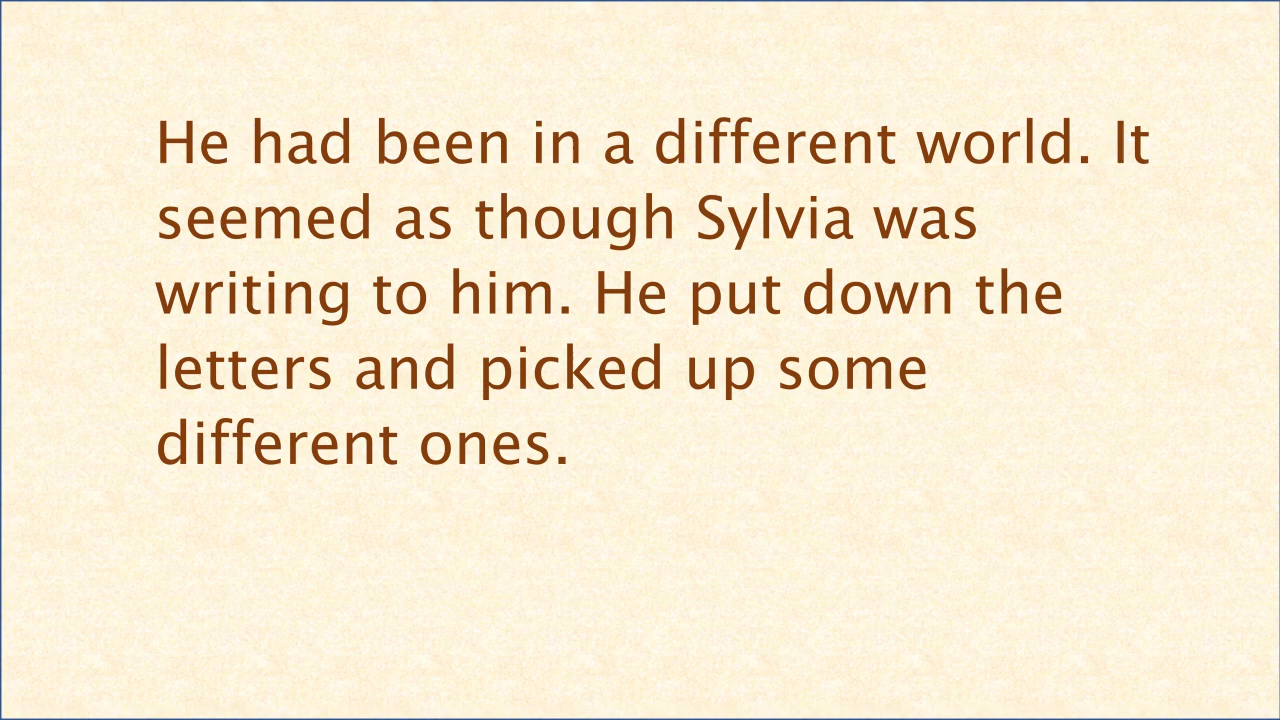 He had been in a different world. It
seemed as though Sylvia was
writing to him. He put down the
letters and picked up some
different ones.